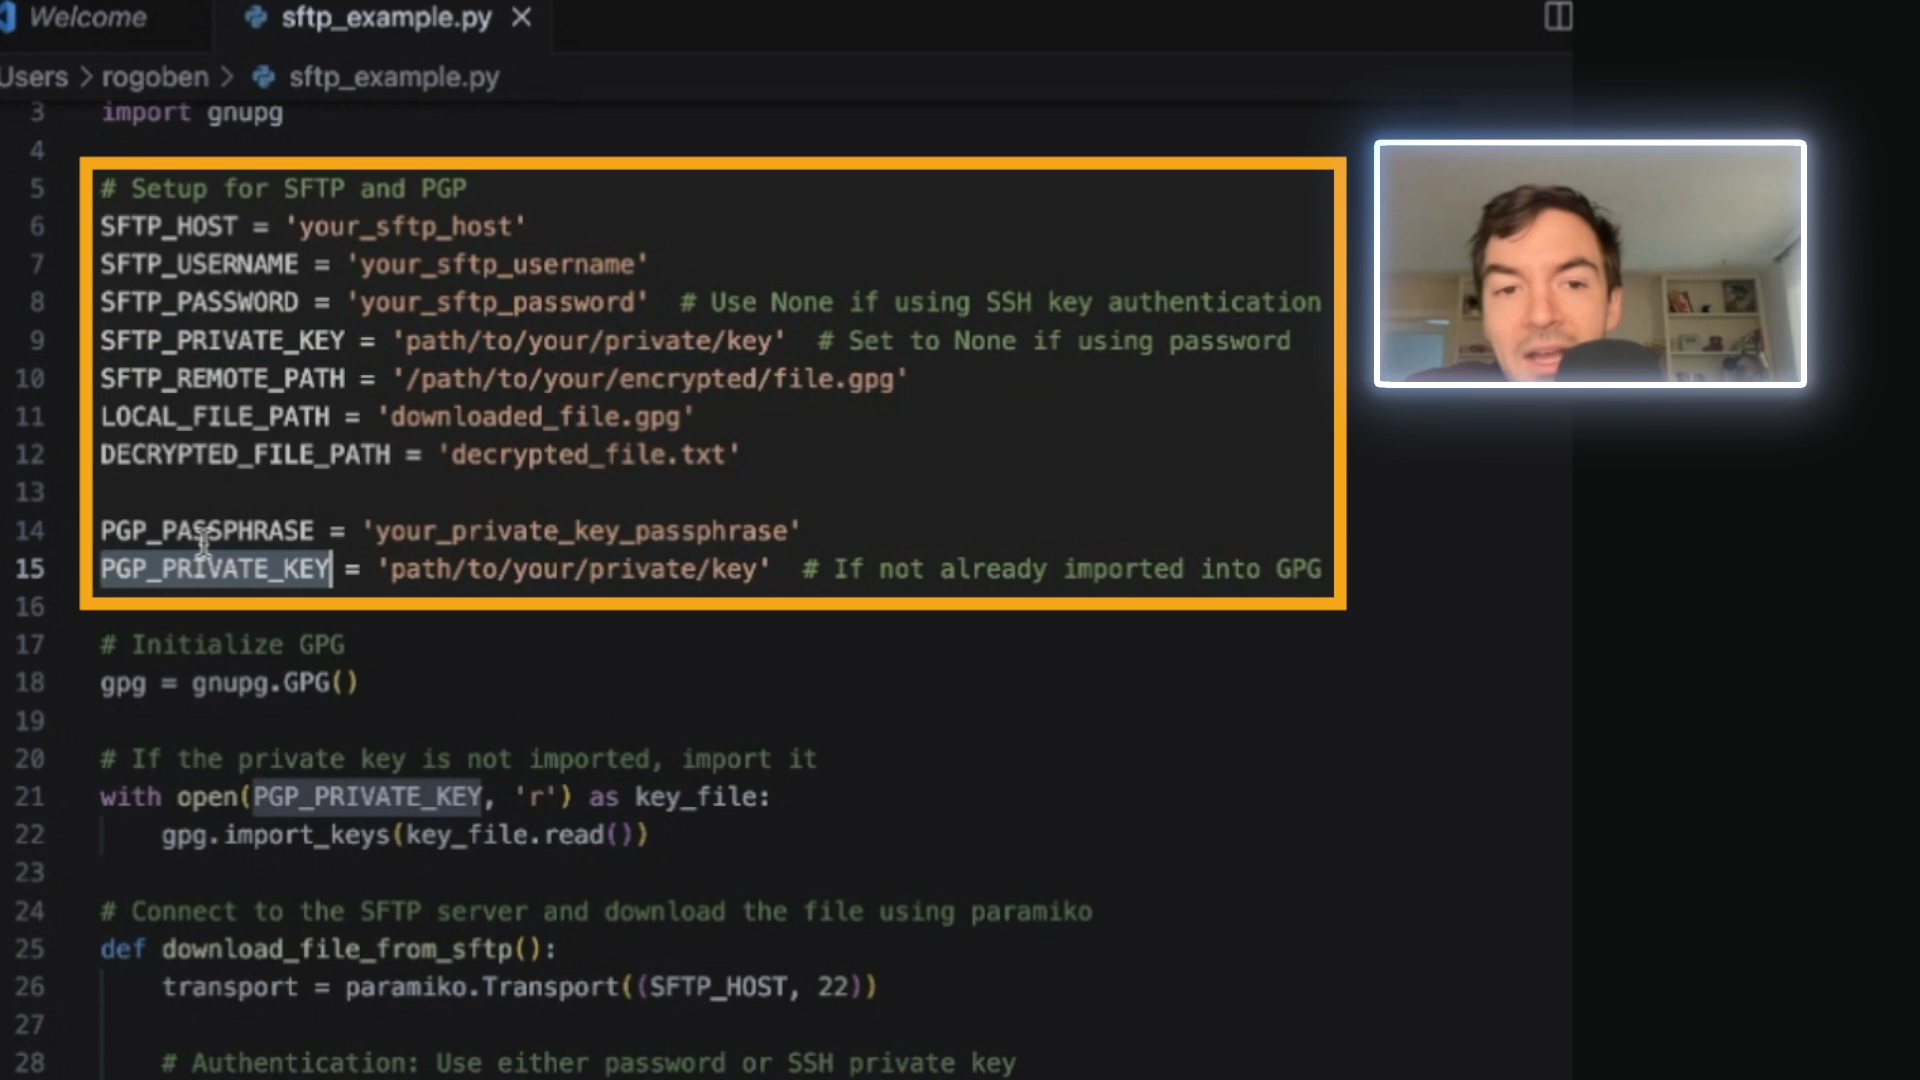 Welcome
sftp_example.py
Users > rogoben > sftp_example.py
3 import gnupg
4
5 # Setup for SFTP and PGP
6 SFTP_HOST = 'your_sftp_host'
7 SFTP_USERNAME = 'your_sftp_username'
8 SFTP_PASSWORD = 'your_sftp_password' # Use None if using SSH key authentication
9 SFTP_PRIVATE_KEY = 'path/to/your/private/key' # Set to None if using password
10 SFTP_REMOTE_PATH = '/path/to/your/encrypted/file.gpg'
11 LOCAL_FILE_PATH = 'downloaded_file.gpg'
12 DECRYPTED_FILE_PATH = 'decrypted_file.txt'
13
14 PGP_PASSPHRASE = 'your_private_key_passphrase'
15 PGP_PRIVATE_KEY = 'path/to/your/private/key' # If not already imported into GPG
16
17 # Initialize GPG
18 gpg = gnupg.GPG()
19
20 # If the private key is not imported, import it
21 with open(PGP_PRIVATE_KEY, 'r') as key_file:
22 gpg.import_keys(key_file.read())
23
24 # Connect to the SFTP server and download the file using paramiko
25 def download_file_from_sftp():
26 transport = paramiko.Transport((SFTP_HOST, 22))
27
28 # Authentication: Use either password or SSH private key